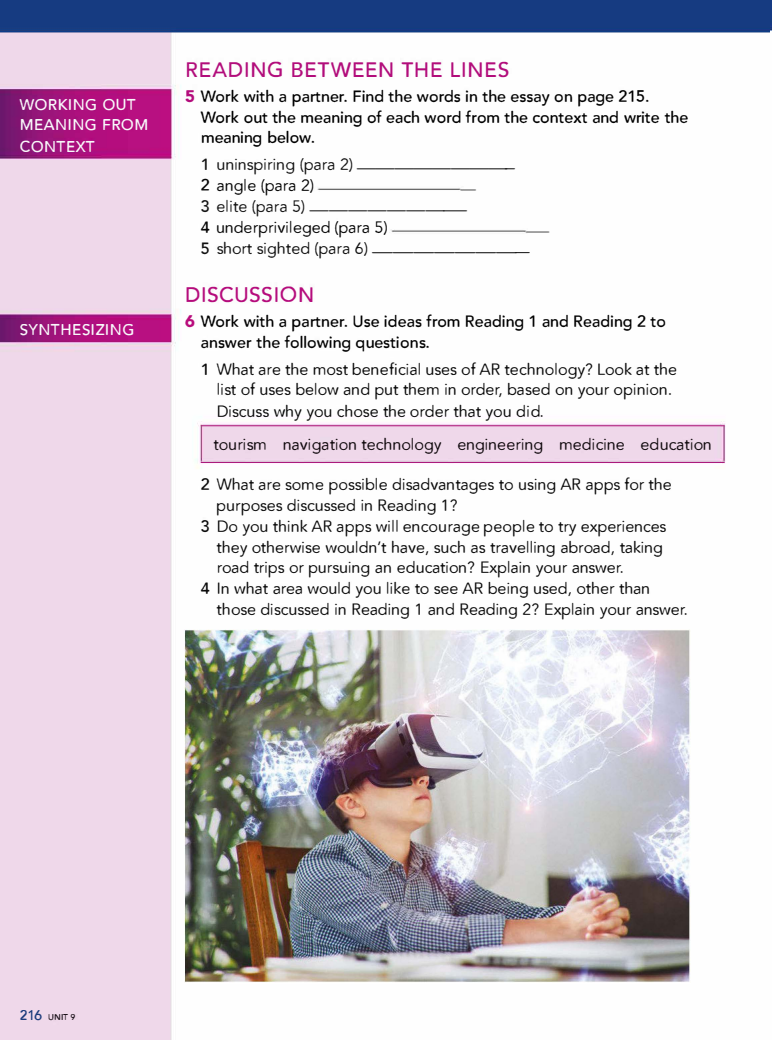 READING BETWEEN THE LINES
WORKING OUT
MEANING FROM
CONTEXT
5 Work with a partner. Find the words in the essay on page 215.
Work out the meaning of each word from the context and write the
meaning below.
1 uninspiring (para 2)
2 angle (para 2)
3 elite (para 5)
4 underprivileged (para 5)
5 short sighted (para 6)
DISCUSSION
SYNTHESIZING
6 Work with a partner. Use ideas from Reading 1 and Reading 2 to
answer the following questions.
1 What are the most beneficial uses of AR technology? Look at the
list of uses below and put them in order, based on your opinion.
Discuss why you chose the order that you did.
tourism navigation technology engineering medicine education
2 What are some possible disadvantages to using AR apps for the
purposes discussed in Reading 1?
3 Do you think AR apps will encourage people to try experiences
they otherwise wouldn't have, such as travelling abroad, taking
road trips or pursuing an education? Explain your answer.
4 In what area would you like to see AR being used, other than
those discussed in Reading 1 and Reading 2? Explain your answer.
216 UNIT 9